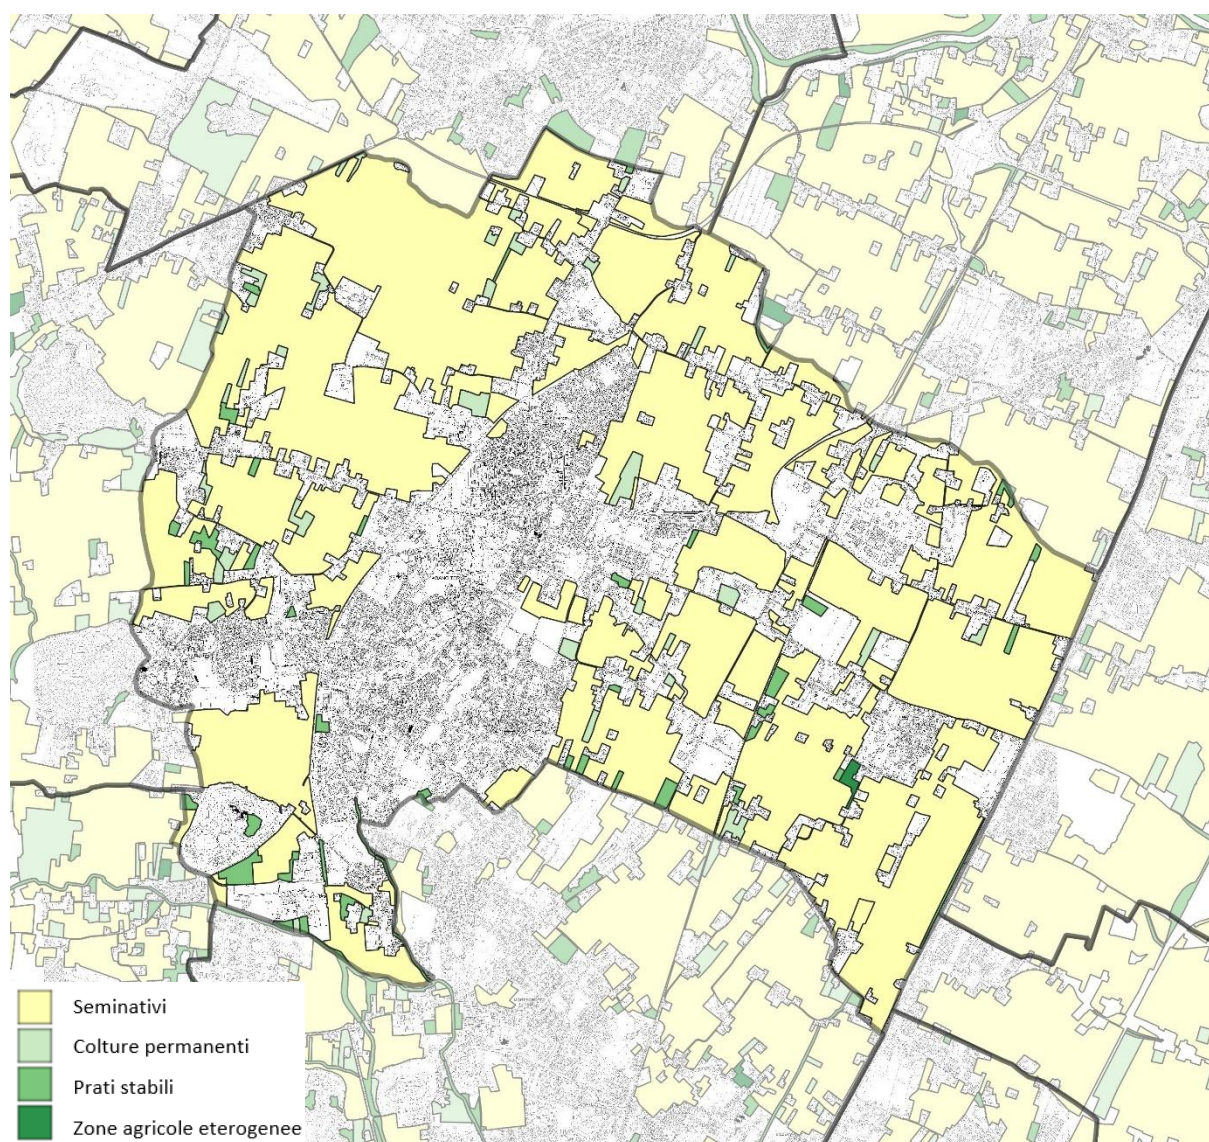 Seminativi
Colture permanenti
Prati stabili
Zone agricole eterogenee